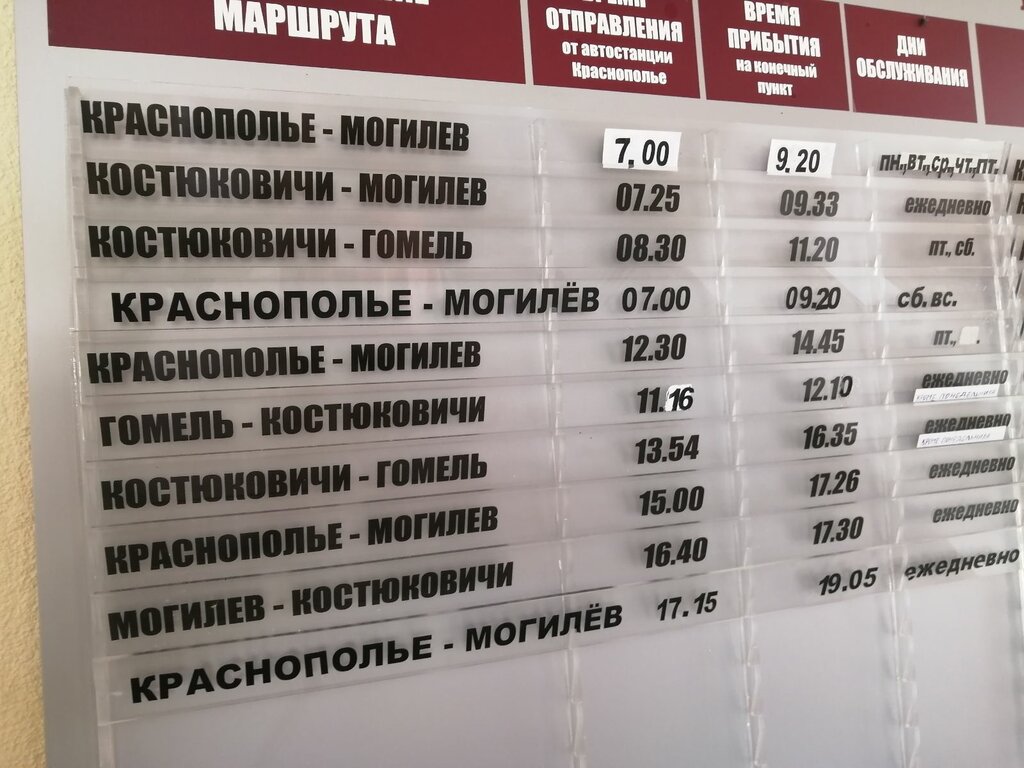 МАРШРУТА
ОТПРАВЛЕНИЯ
от автостанции
Краснополье
ВРЕМЯ
ПРИБЫТИЯ
на конечный
пункт
ДНИ
ОБСЛУЖИВАНИЯ
КРАСНОПОЛЬЕ - МОГИЛЕВ 7.00 9.20 пн.,вт.,ср.,чт.,пт.
КОСТЮКОВИЧИ - МОГИЛЕВ 07.25 09.33 ежедневно
КОСТЮКОВИЧИ - ГОМЕЛЬ 08.30 11.20 пт., сб.
КРАСНОПОЛЬЕ - МОГИЛЁВ 07.00 09.20 сб. вс.
КРАСНОПОЛЬЕ - МОГИЛЕВ 12.30 14.45 пт., .
ГОМЕЛЬ - КОСТЮКОВИЧИ 11.16 12.10 ежедневно
КРОМЕ ПОНЕДЕЛЬНИКА
КОСТЮКОВИЧИ - ГОМЕЛЬ 13.54 16.35 ежедневно
КРОМЕ ПОНЕДЕЛЬНИКА
КРАСНОПОЛЬЕ - МОГИЛЕВ 15.00 17.26 ежедневно
МОГИЛЕВ - КОСТЮКОВИЧИ 16.40 17.30 ежедневно
КРАСНОПОЛЬЕ - МОГИЛЁВ 17.15 19.05 ежедневно